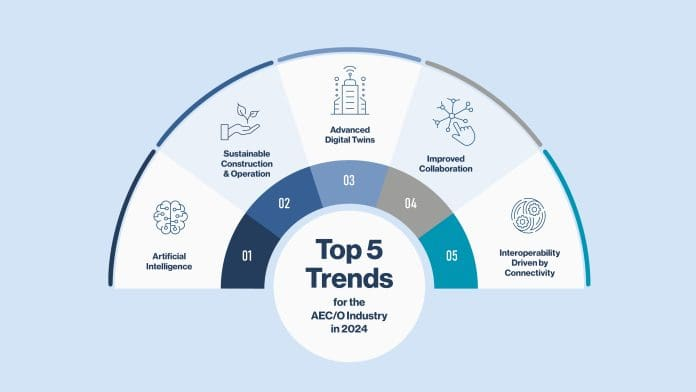 Top 5
Trends
for the
AEC/O Industry
in 2024
01
Artificial
Intelligence
02
Sustainable
Construction
& Operation
03
Advanced
Digital Twins
04
Improved
Collaboration
05
Interoperability
Driven by
Connectivity